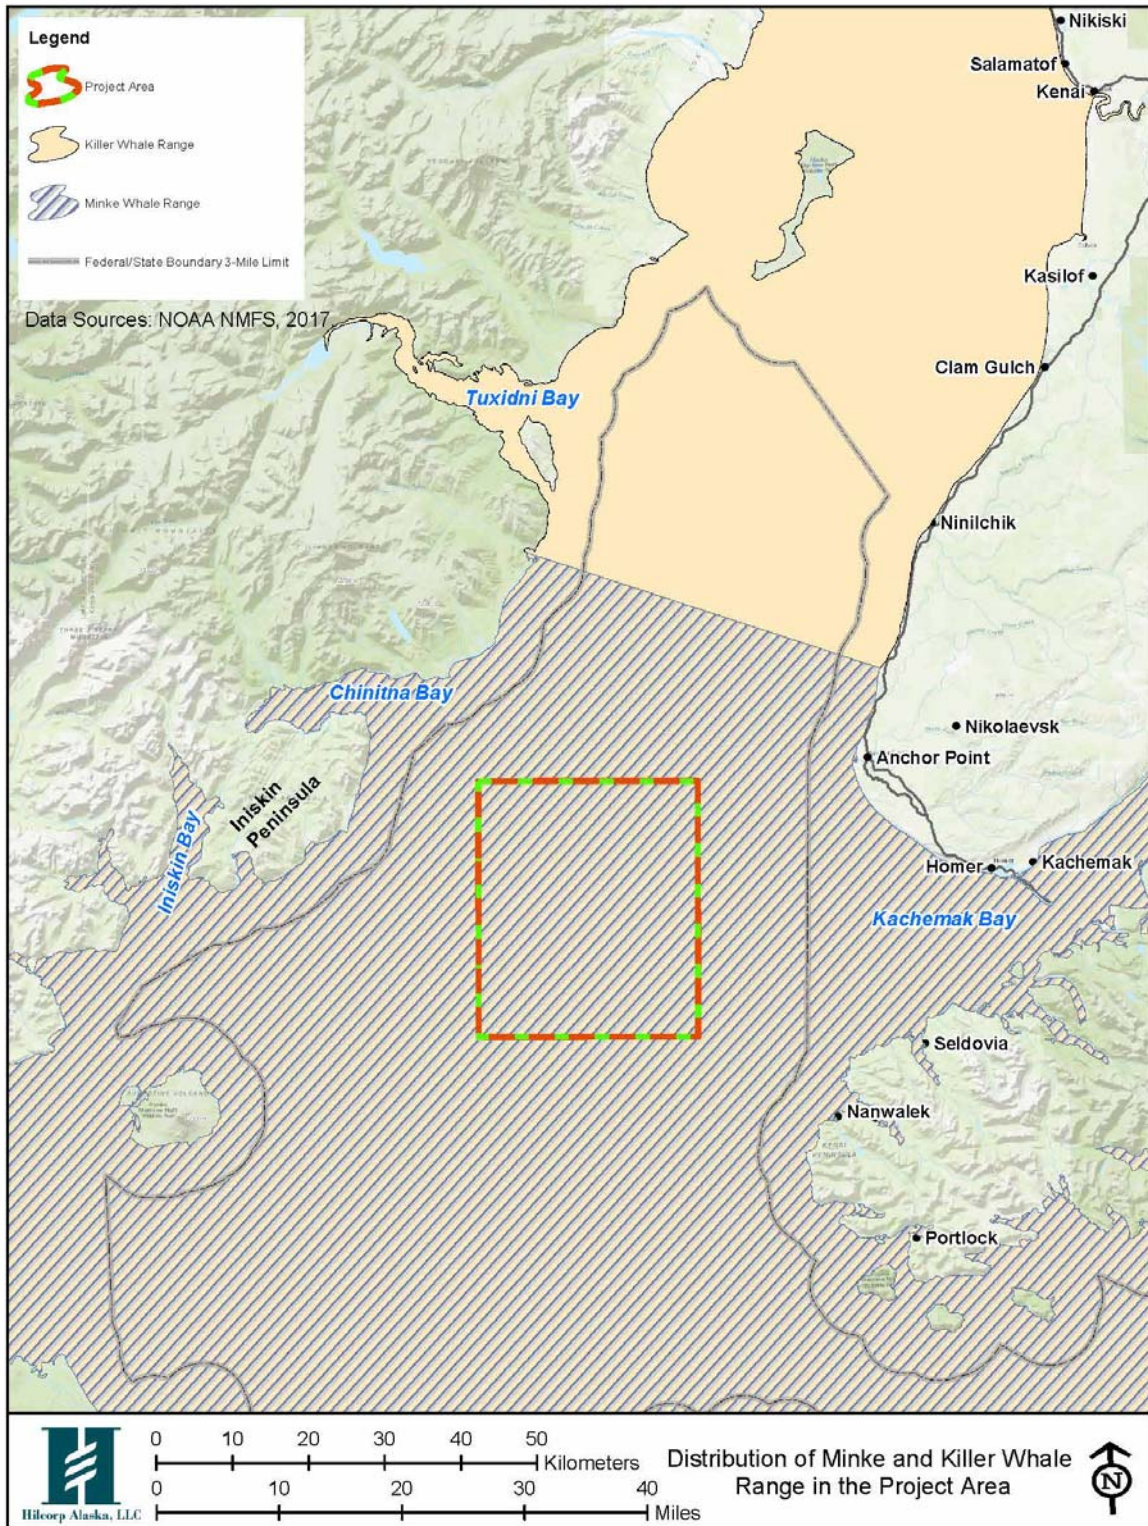 Legend
Project Area
Killer Whale Range
Minke Whale Range
Federal/State Boundary 3-Mile Limit
Data Sources: NOAA NMFS, 2017
Nikiski
Salamatof
Kenai
Kasilof
Clam Gulch
Tuxidni Bay
Ninilchik
Chinitna Bay
Nikolaevsk
Anchor Point
Iniskin
Peninsula
Iniskin Bay
Homer
Kachemak
Kachemak Bay
Seldovia
Nanwalek
Portlock
Hilcorp Alaska, LLC
0 10 20 30 40 50
Kilometers
0 10 20 30 40
Miles
Distribution of Minke and Killer Whale
Range in the Project Area
N